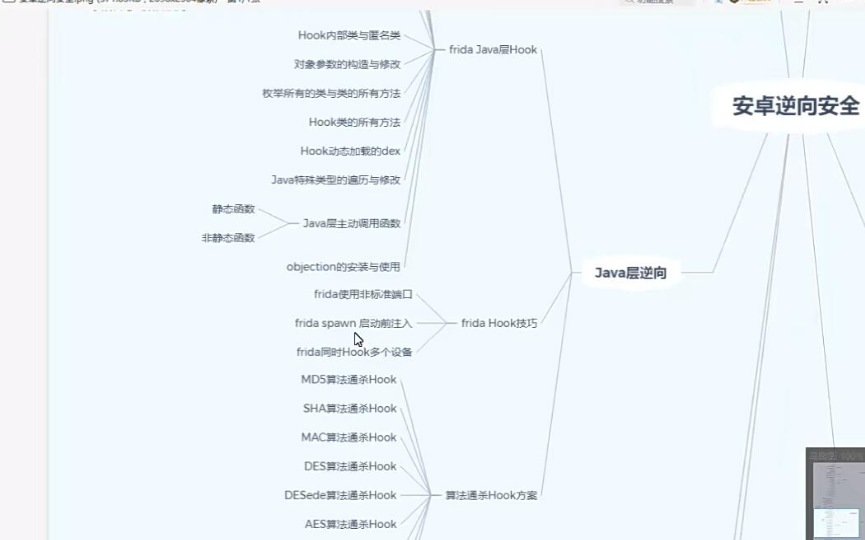 安卓逆向安全
Java层逆向
frida Java层Hook
Hook内部类与匿名类
对象参数的构造与修改
枚举所有的类与类的所有方法
Hook类的所有方法
Hook动态加载的dex
Java特殊类型的遍历与修改
Java层主动调用函数
静态函数
非静态函数
objection的安装与使用
frida Hook技巧
frida使用非标准端口
frida spawn 启动前注入
frida同时Hook多个设备
算法通杀Hook方案
MD5算法通杀Hook
SHA算法通杀Hook
MAC算法通杀Hook
DES算法通杀Hook
DESede算法通杀Hook
AES算法通杀Hook